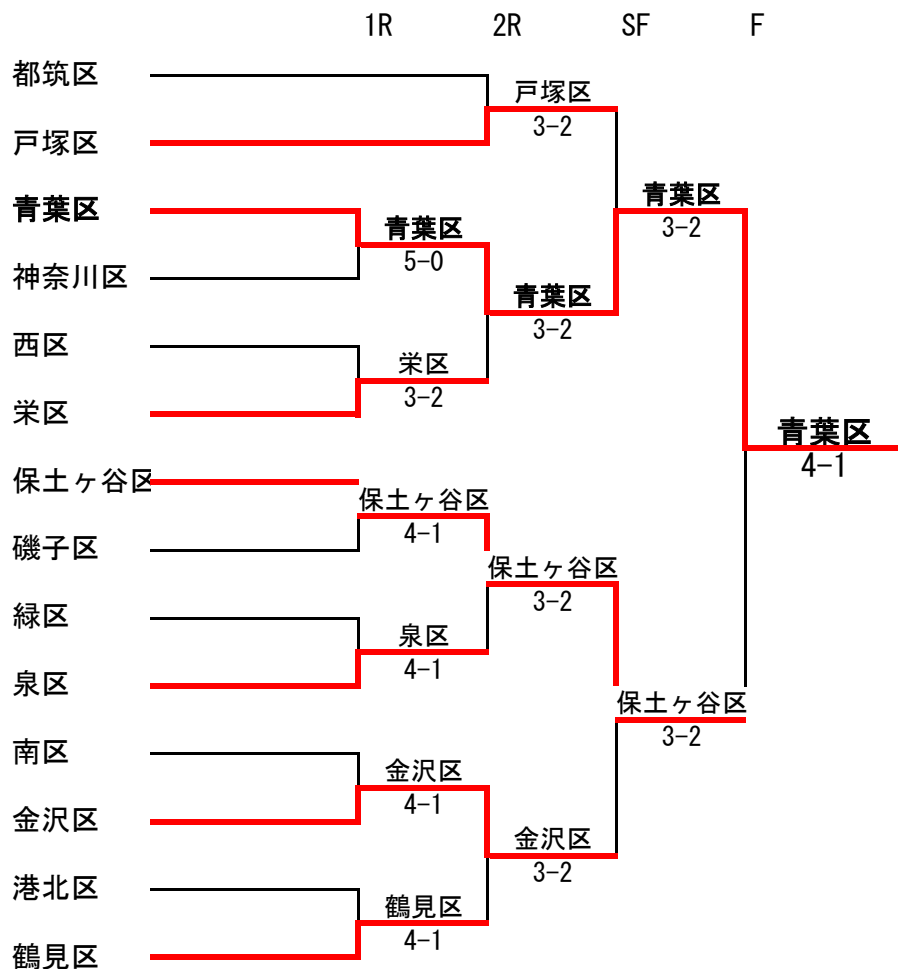 1R 2R SF F
都筑区
戸塚区
3-2
戸塚区
青葉区
青葉区
3-2
青葉区
5-0
神奈川区
青葉区
3-2
西区
栄区
3-2
栄区
青葉区
4-1
保土ヶ谷区
保土ヶ谷区
4-1
磯子区
保土ヶ谷区
3-2
緑区
泉区
4-1
泉区
保土ヶ谷区
3-2
南区
金沢区
4-1
金沢区
金沢区
3-2
港北区
鶴見区
4-1
鶴見区